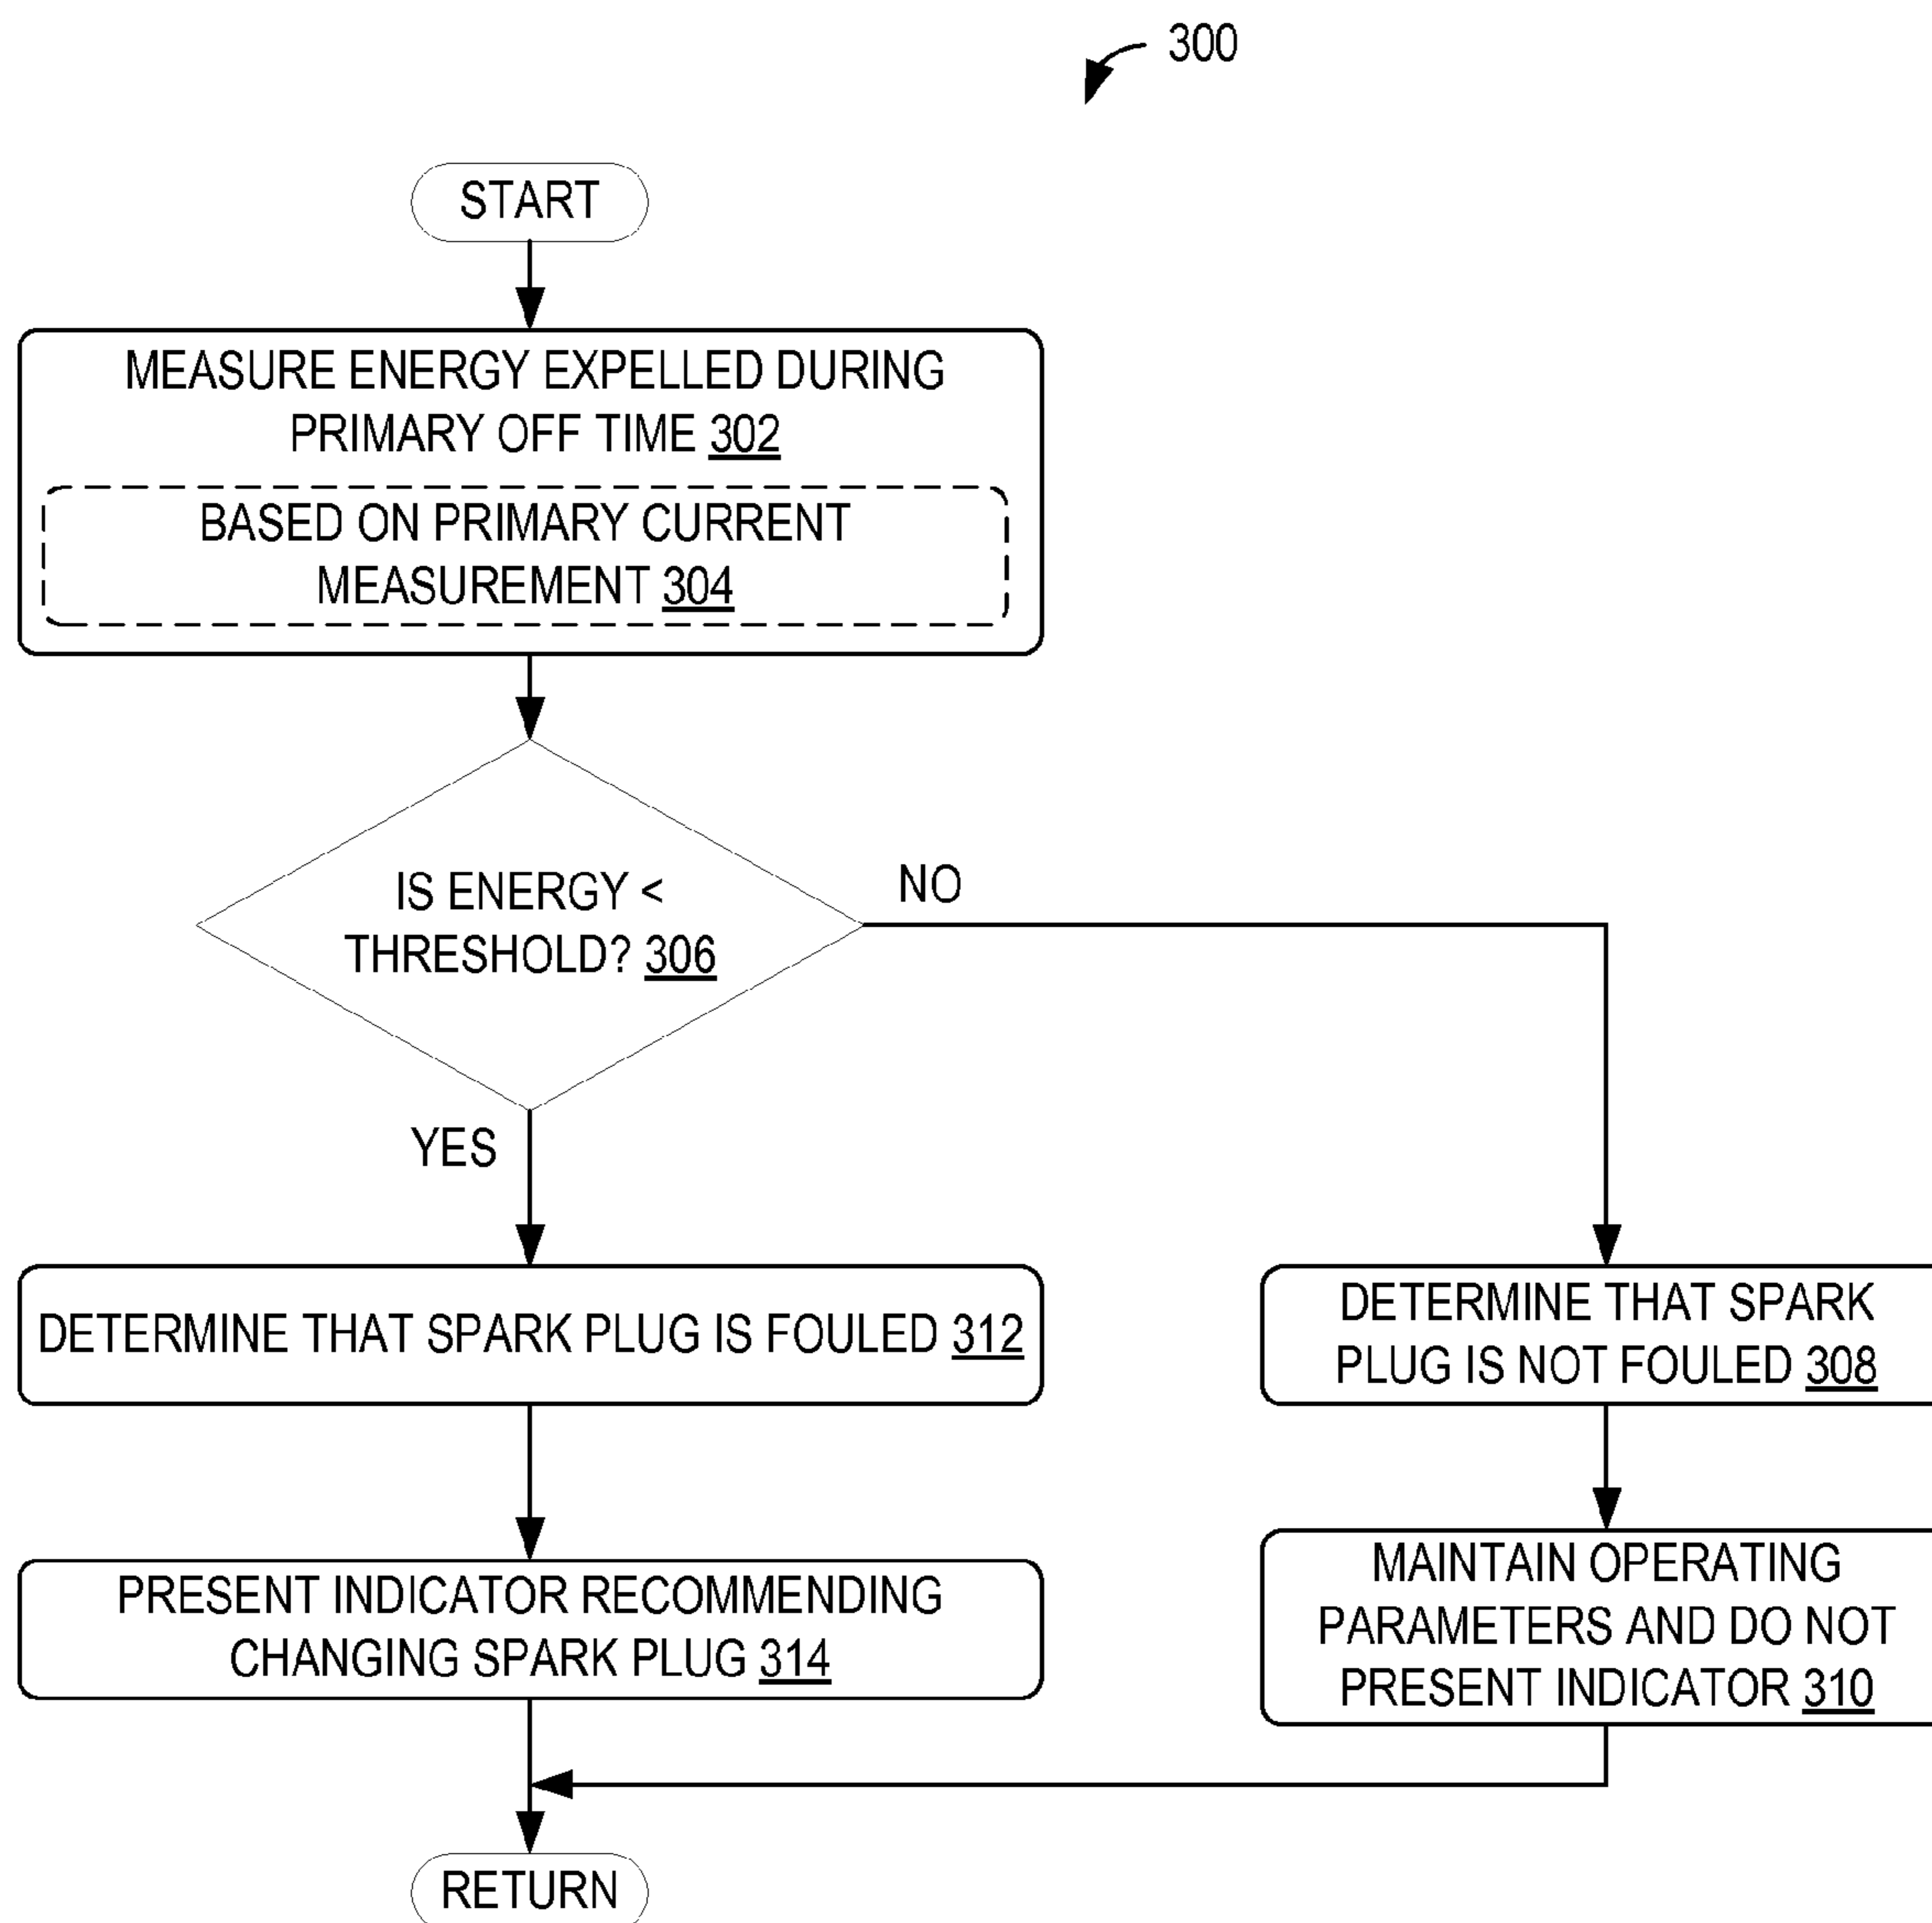 300
START
MEASURE ENERGY EXPELLED DURING
PRIMARY OFF TIME 302
BASED ON PRIMARY CURRENT
MEASUREMENT 304
IS ENERGY <
THRESHOLD? 306
NO
YES
DETERMINE THAT SPARK PLUG IS FOULED 312
DETERMINE THAT SPARK
PLUG IS NOT FOULED 308
PRESENT INDICATOR RECOMMENDING
CHANGING SPARK PLUG 314
MAINTAIN OPERATING
PARAMETERS AND DO NOT
PRESENT INDICATOR 310
RETURN